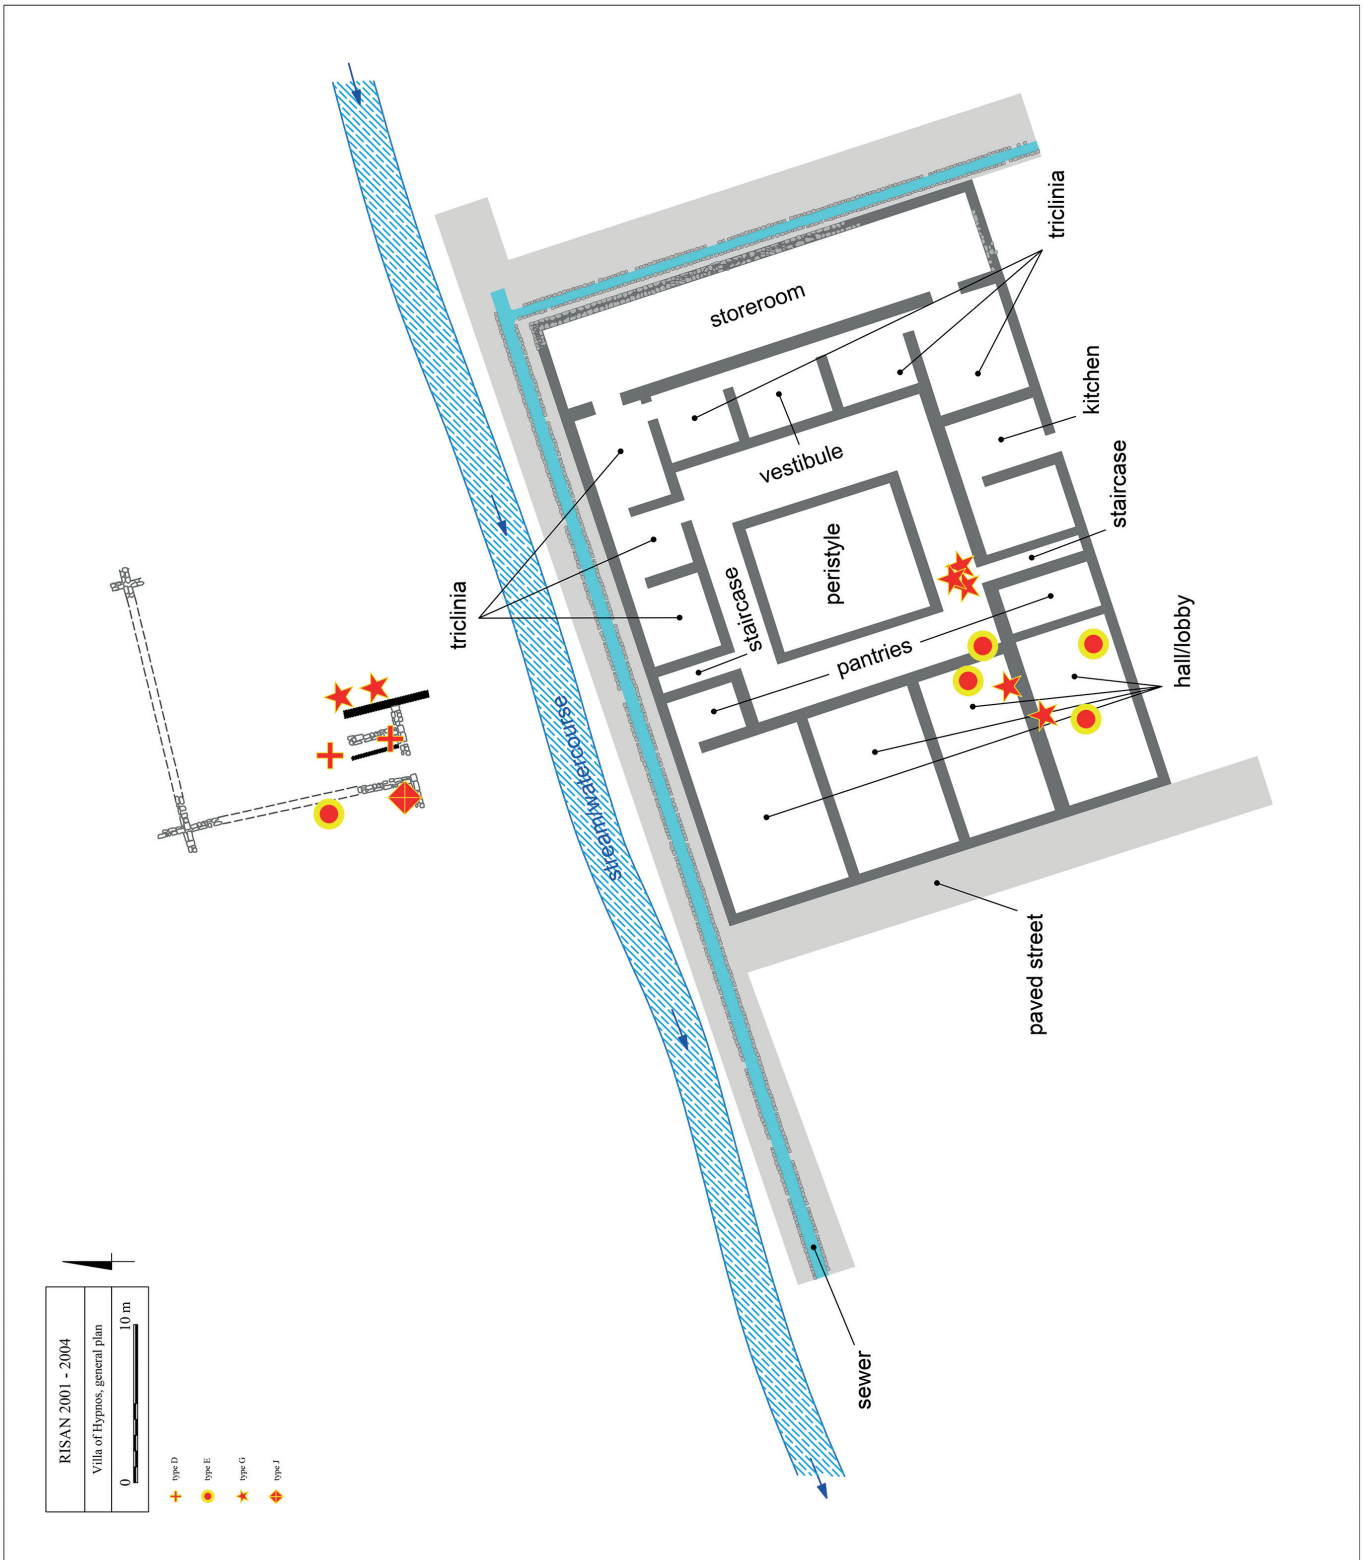 RISAN 2001 - 2004
Villa of Hypnos, general plan
0 10 m
type D
type E
type G
type J
triclinia
stream/watercourse
staircase
storeroom
vestibule
peristyle
pantries
triclinia
kitchen
staircase
hall/lobby
paved street
sewer